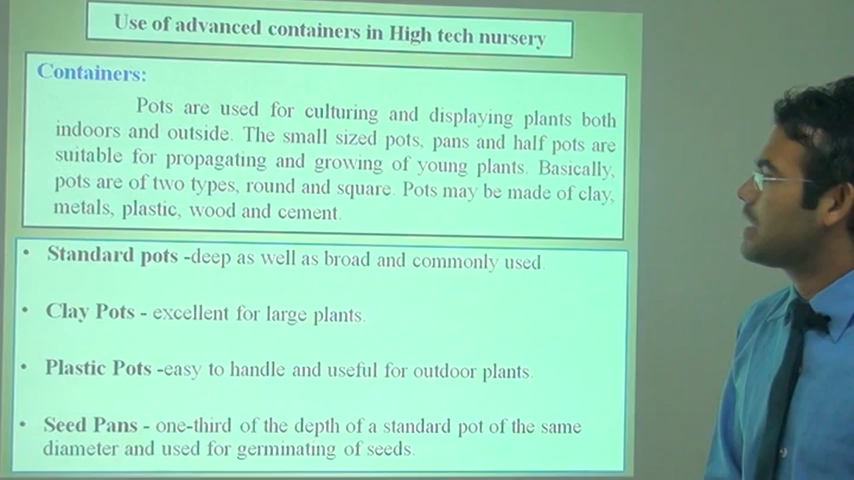 Use of advanced containers in High tech nursery
Containers:
Pots are used for culturing and displaying plants both
indoors and outside. The small sized pots, pans and half pots are
suitable for propagating and growing of young plants. Basically,
pots are of two types, round and square. Pots may be made of clay,
metals, plastic, wood and cement.
• Standard pots -deep as well as broad and commonly used.
• Clay Pots - excellent for large plants.
• Plastic Pots -easy to handle and useful for outdoor plants.
• Seed Pans - one-third of the depth of a standard pot of the same
diameter and used for germinating of seeds.